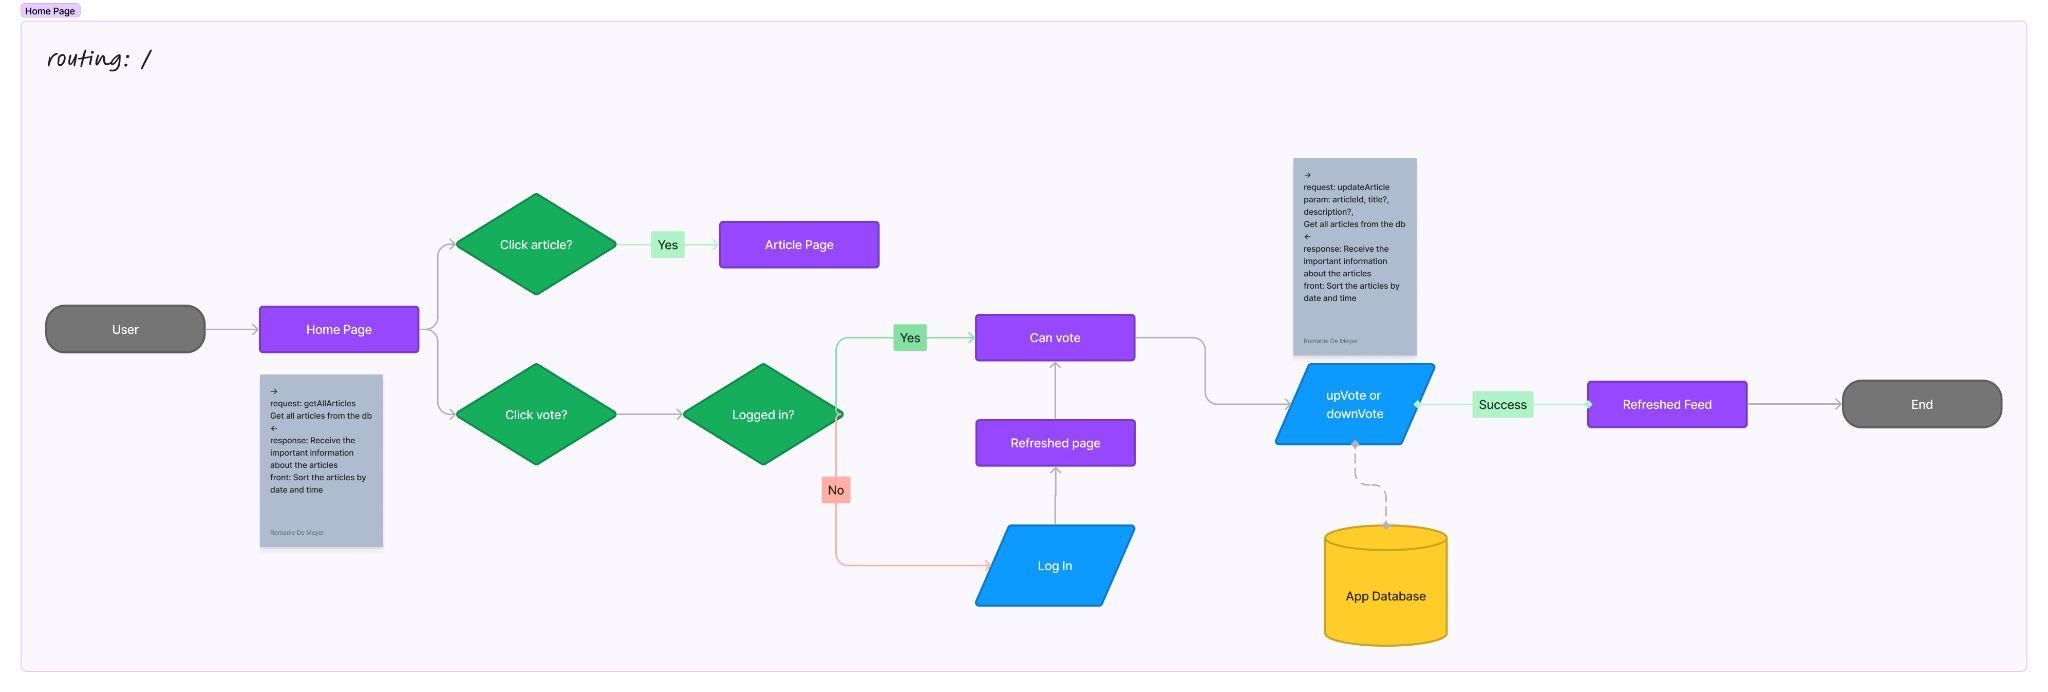 Home Page
routing: /
User
Home Page
→
request: getAllArticles
Get all articles from the db
←
response: Receive the
important information
about the articles
front: Sort the articles by
date and time
Romanie De Meyer
Click article?
Yes
Article Page
Click vote?
Logged in?
Yes
No
Can vote
Refreshed page
Log In
→
request: updateArticle
param: articleId, title?,
description?,
Get all articles from the db
←
response: Receive the
important information
about the articles
front: Sort the articles by
date and time
Romanie De Meyer
upVote or
downVote
App Database
Success
Refreshed Feed
End